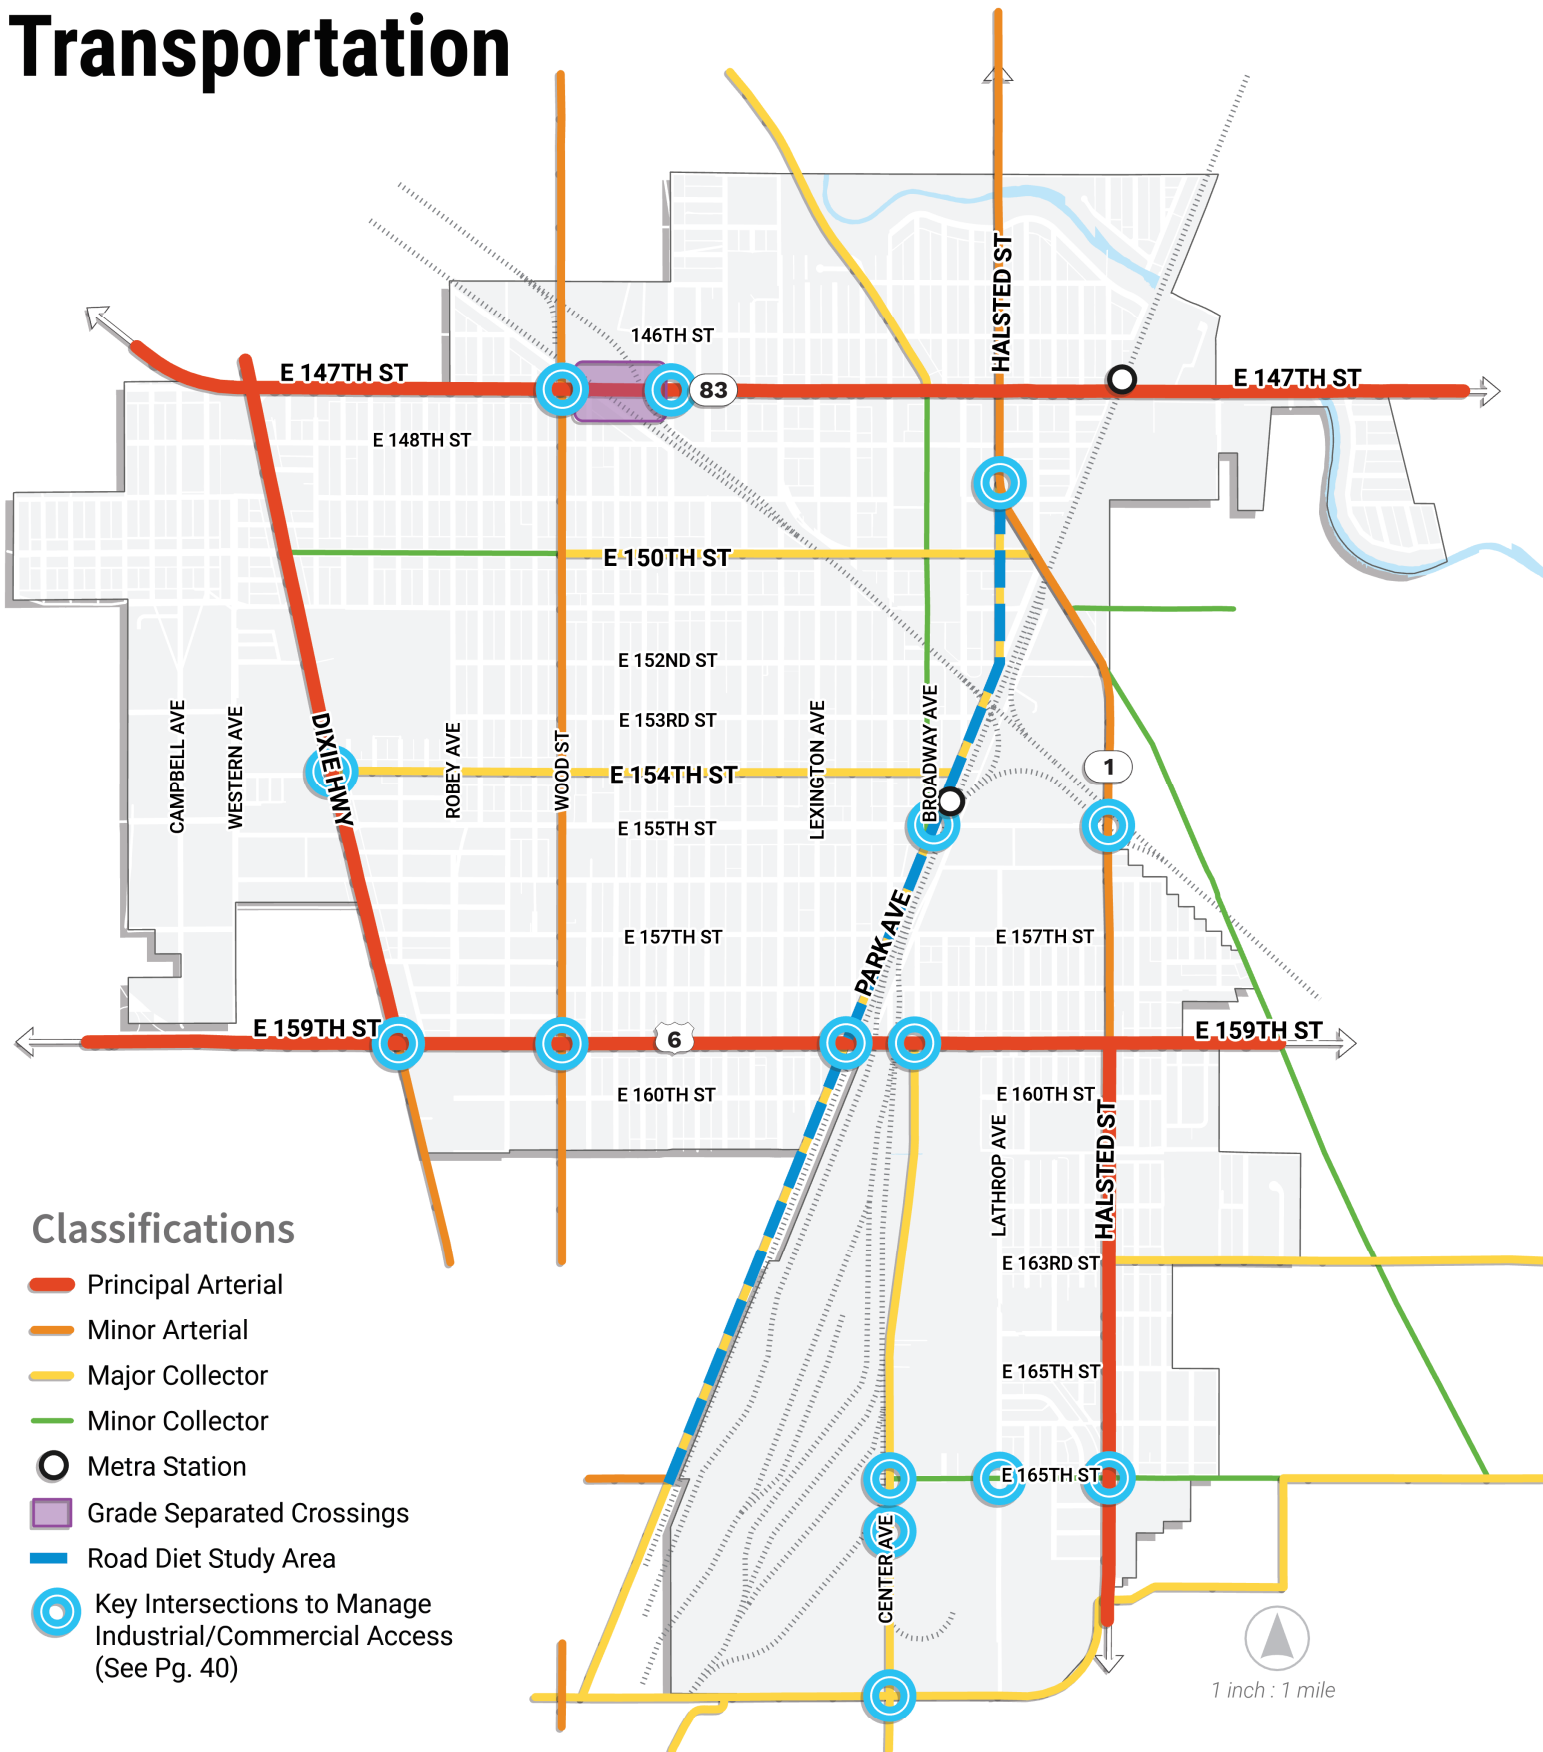 Transportation
HALSTED ST
146TH ST
E 147TH ST
83
E 147TH ST
E 148TH ST
E 150TH ST
E 152ND ST
E 153RD ST
CAMPBELL AVE
WESTERN AVE
DIXIE HWY
ROBEY AVE
WOOD ST
E 154TH ST
LEXINGTON AVE
BROADWAY AVE
1
E 155TH ST
PARK AVE
E 157TH ST
E 157TH ST
E 159TH ST
6
E 159TH ST
E 160TH ST
E 160TH ST
LATHROP AVE
HALSTED ST
E 163RD ST
E 165TH ST
E 165TH ST
CENTER AVE
Classifications
Principal Arterial
Minor Arterial
Major Collector
Minor Collector
Metra Station
Grade Separated Crossings
Road Diet Study Area
Key Intersections to Manage
Industrial/Commercial Access
(See Pg. 40)
1 inch : 1 mile